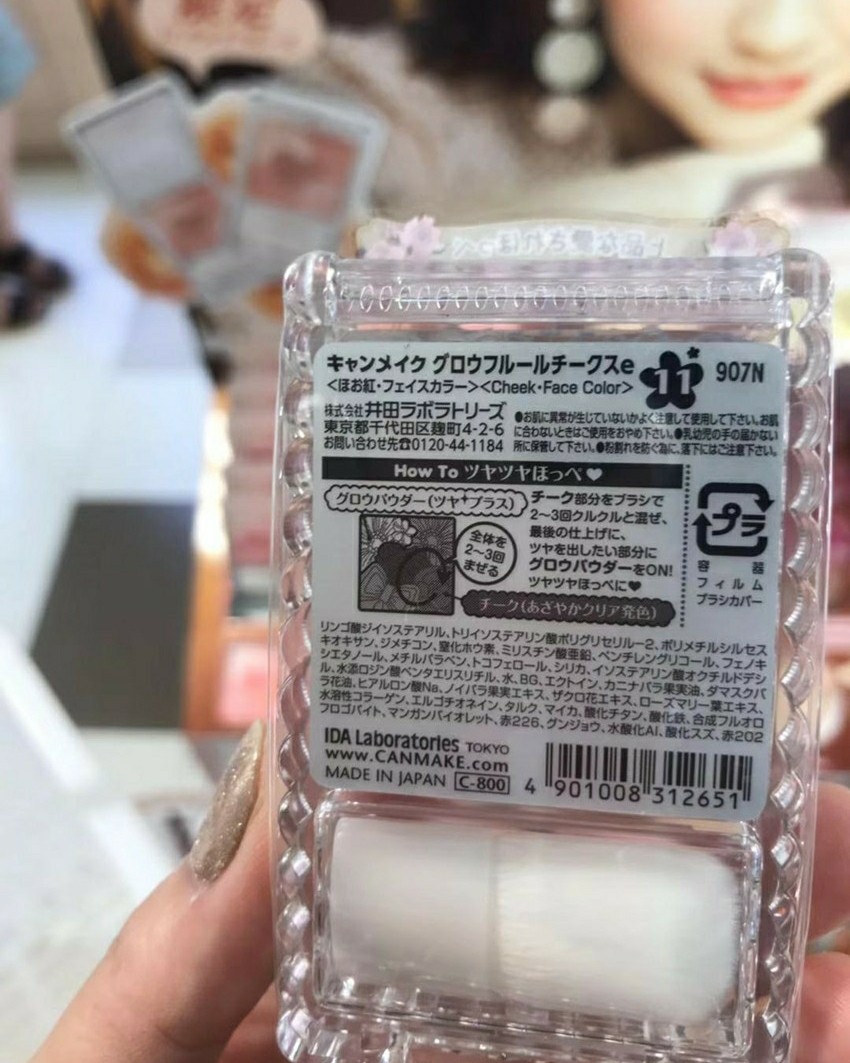 限定
キャンメイク グロウフルールチークスe
11 907N
<ほお紅・フェイスカラー><Cheek・Face Color>
株式会社 井田ラボラトリーズ
東京都千代田区麹町4-2-6
お問い合わせ先☎0120-44-1184
●お肌に異常が生じていないかよく注意して使用して下さい。お肌
に合わないときはご使用をおやめ下さい。●乳幼児の手の届かない
所に保管して下さい。●粉割れを防ぐ為に、落下にはご注意下さい。
How To ツヤツヤほっぺ♥
グロウパウダー(ツヤ✦プラス)
全体を
2~3回
まぜる
チーク(あざやかクリア発色)
チーク部分をブラシで
2~3回クルクルと混ぜ、
最後の仕上げに、
ツヤを出したい部分に
グロウパウダーをON!
ツヤツヤほっぺに♥
プラ
容器
フィルム
ブラシカバー
リンゴ酸ジイソステアリル、トリイソステアリン酸ポリグリセリル-2、ポリメチルシルセス
キオキサン、ジメチコン、窒化ホウ素、ミリスチン酸亜鉛、ペンチレングリコール、フェノキ
シエタノール、メチルパラベン、トコフェロール、シリカ、イソステアリン酸オクチルドデシ
ル、水添ロジン酸ペンタエリスリチル、水、BG、エクトイン、カニナバラ果実油、ダマスクバ
ラ花油、ヒアルロン酸Na、ノイバラ果実エキス、ザクロ花エキス、ローズマリー葉エキス、
水溶性コラーゲン、エルゴチオネイン、タルク、マイカ、酸化チタン、酸化鉄、合成フルオロ
フロゴパイト、マンガンバイオレット、赤226、グンジョウ、水酸化Al、酸化スズ、赤202
IDA Laboratories TOKYO
www.CANMAKE.com
MADE IN JAPAN C-800
4 901008 312651